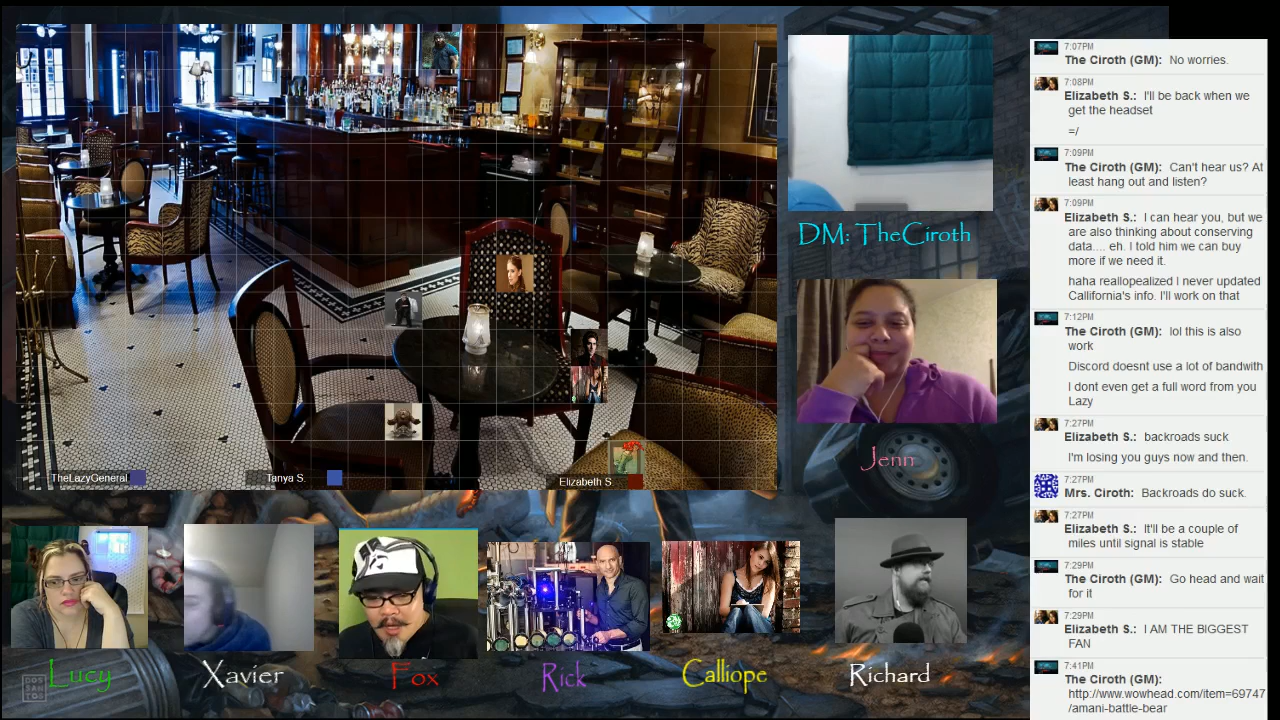 TheLazyGeneral
Tanya S.
Elizabeth S
DM: TheCiroth
Jenn
Lucy
Xavier
Fox
Rick
Calliope
Richard
DOS
SANTOS
7:07PM
The Ciroth (GM): No worries.
7:08PM
Elizabeth S.: I'll be back when we
get the headset
=/
7:09PM
The Ciroth (GM): Can't hear us? At
least hang out and listen?
7:09PM
Elizabeth S.: I can hear you, but we
are also thinking about conserving
data.... eh. I told him we can buy
more if we need it.
haha reallopealized I never updated
Callifornia's info. I'll work on that
7:12PM
The Ciroth (GM): lol this is also
work
Discord doesnt use a lot of bandwith
I dont even get a full word from you
Lazy
7:27PM
Elizabeth S.: backroads suck
I'm losing you guys now and then.
7:27PM
Mrs. Ciroth: Backroads do suck.
7:27PM
Elizabeth S.: It'll be a couple of
miles until signal is stable
7:29PM
The Ciroth (GM): Go head and wait
for it
7:29PM
Elizabeth S.: I AM THE BIGGEST
FAN
7:41PM
The Ciroth (GM):
http://www.wowhead.com/item=69747
/amani-battle-bear